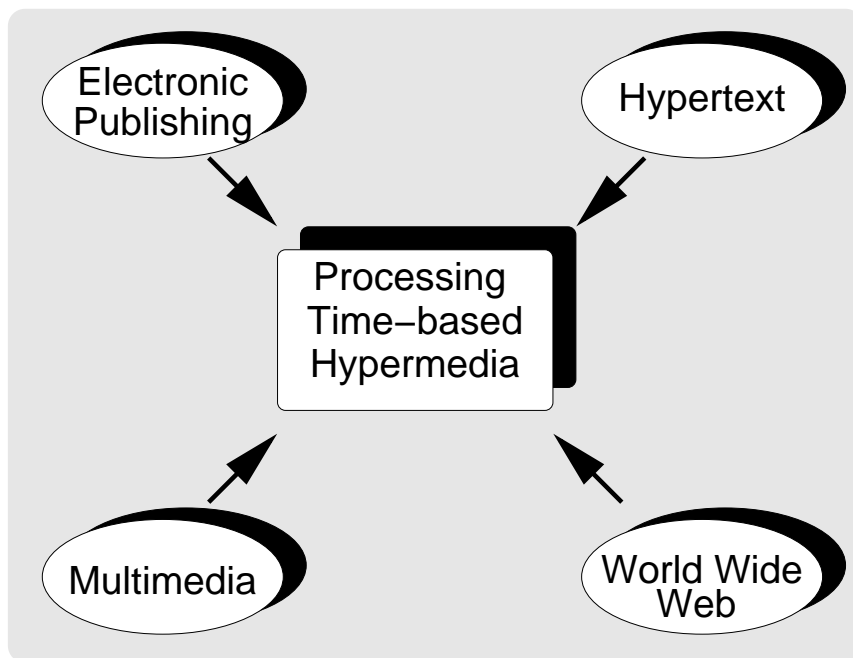 Electronic
Publishing
Hypertext
Processing
Time−based
Hypermedia
Multimedia
World Wide
Web